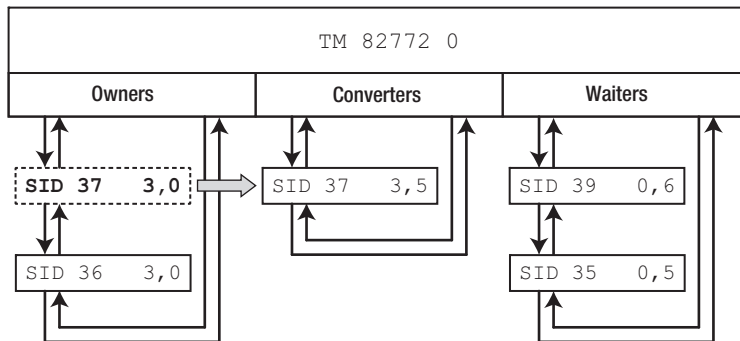 TM 82772 0
Owners Converters Waiters
SID 37 3,0 SID 37 3,5 SID 39 0,6
SID 36 3,0 SID 35 0,5